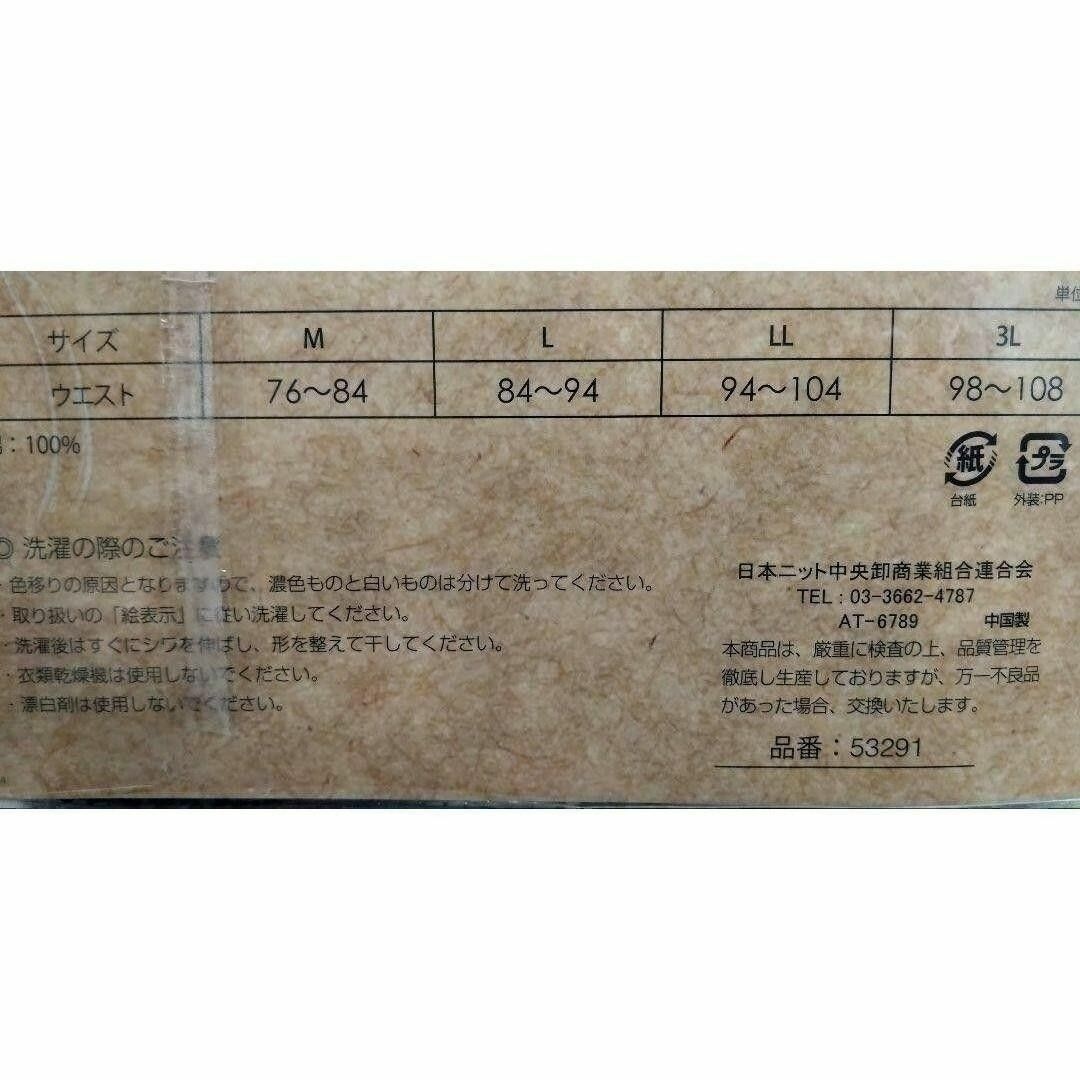 単位
サイズ M L LL 3L
ウエスト 76～84 84～94 94～104 98～108
：100%
紙 プラ
台紙 外装：PP
◎ 洗濯の際のご注意
・色移りの原因となりますので、濃色ものと白いものは分けて洗ってください。
・取り扱いの「絵表示」に従い洗濯してください。
・洗濯後はすぐにシワを伸ばし、形を整えて干してください。
・衣類乾燥機は使用しないでください。
・漂白剤は使用しないでください。
日本ニット中央卸商業組合連合会
TEL：03-3662-4787
AT-6789 中国製
本商品は、厳重に検査の上、品質管理を
徹底し生産しておりますが、万一不良品
があった場合、交換いたします。
品番：53291